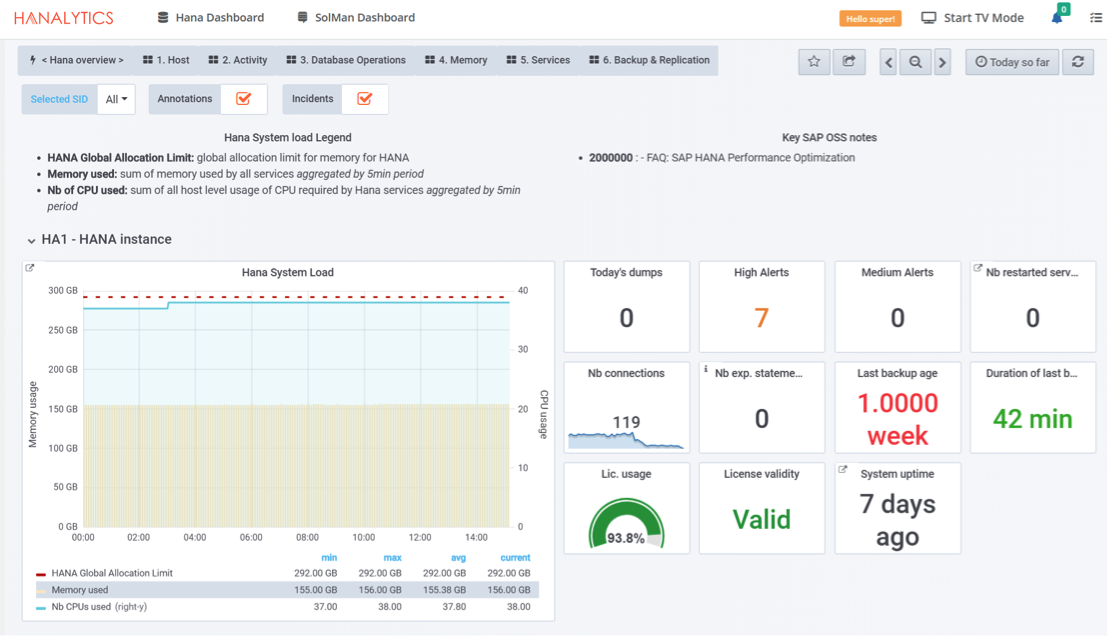 HANALYTICS
Hana Dashboard
SolMan Dashboard
Hello super!
Start TV Mode
0
< Hana overview >
1. Host
2. Activity
3. Database Operations
4. Memory
5. Services
6. Backup & Replication
Today so far
Selected SID
All
Annotations
Incidents
Hana System load Legend
• HANA Global Allocation Limit: global allocation limit for memory for HANA
• Memory used: sum of memory used by all services aggregated by 5min period
• Nb of CPU used: sum of all host level usage of CPU required by Hana services aggregated by 5min
period
Key SAP OSS notes
• 2000000 : - FAQ: SAP HANA Performance Optimization
HA1 - HANA instance
Hana System Load
Memory usage
300 GB
250 GB
200 GB
150 GB
100 GB
50 GB
0 GB
CPU usage
40
30
20
10
0
00:00 02:00 04:00 06:00 08:00 10:00 12:00 14:00
min max avg current
HANA Global Allocation Limit 292.00 GB 292.00 GB 292.00 GB 292.00 GB
Memory used 155.00 GB 156.00 GB 155.38 GB 156.00 GB
Nb CPUs used (right-y) 37.00 38.00 37.80 38.00
Today's dumps
0
High Alerts
7
Medium Alerts
0
Nb restarted serv...
0
Nb connections
119
i
Nb exp. stateme...
0
Last backup age
1.0000
week
Duration of last b...
42 min
Lic. usage
93.8%
License validity
Valid
System uptime
7 days
ago